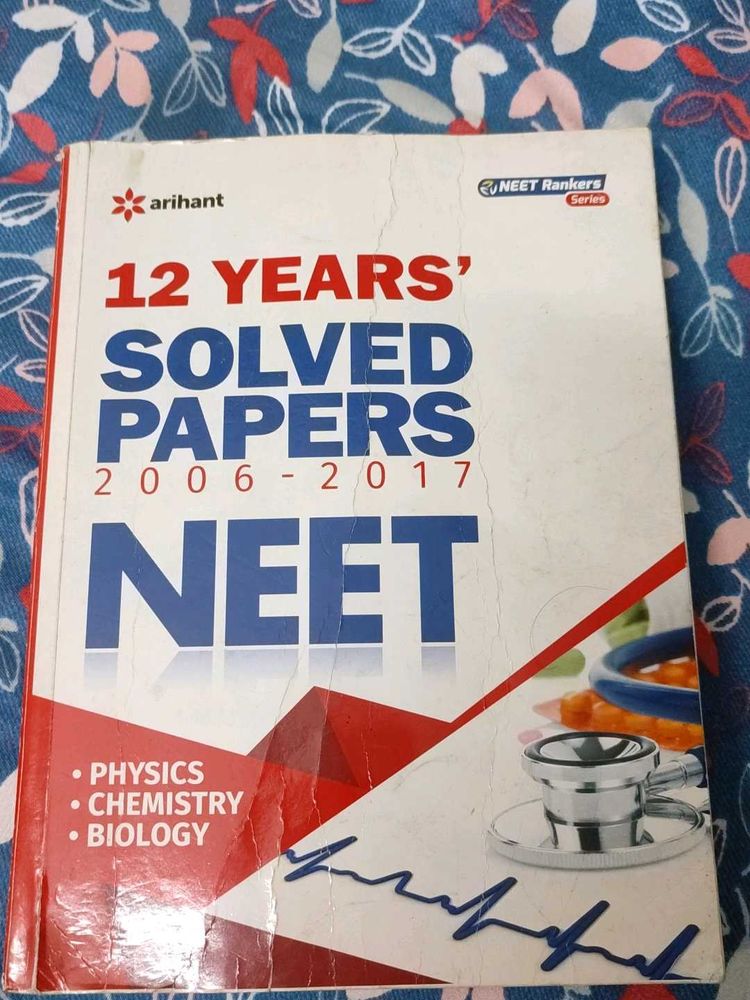 arihant
NEET Rankers
Series
12 YEARS'
SOLVED
PAPERS
2006-2017
NEET
• PHYSICS
• CHEMISTRY
• BIOLOGY